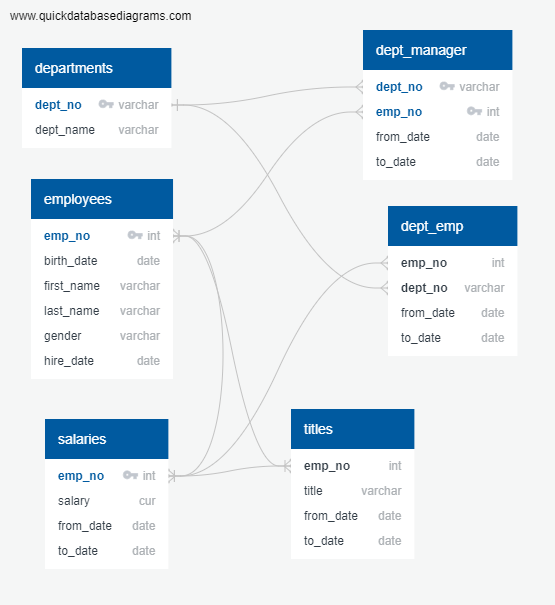 www.quickdatabasediagrams.com
departments
dept_no varchar
dept_name varchar
dept_manager
dept_no varchar
emp_no int
from_date date
to_date date
employees
emp_no int
birth_date date
first_name varchar
last_name varchar
gender varchar
hire_date date
dept_emp
emp_no int
dept_no varchar
from_date date
to_date date
salaries
emp_no int
salary cur
from_date date
to_date date
titles
emp_no int
title varchar
from_date date
to_date date